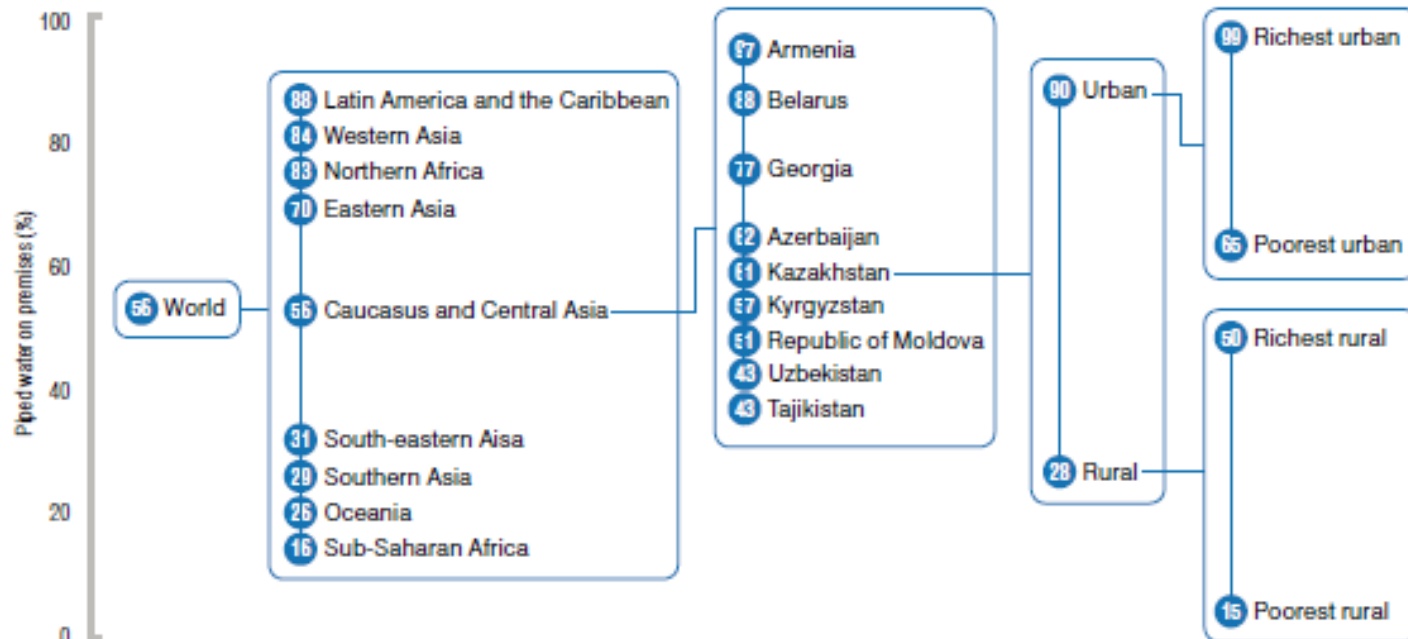 Piped water on premises (%)
100
80
60
40
20
0
56 World
88 Latin America and the Caribbean
84 Western Asia
83 Northern Africa
70 Eastern Asia
56 Caucasus and Central Asia
31 South-eastern Aisa
29 Southern Asia
26 Oceania
16 Sub-Saharan Africa
97 Armenia
88 Belarus
77 Georgia
62 Azerbaijan
61 Kazakhstan
57 Kyrgyzstan
51 Republic of Moldova
43 Uzbekistan
43 Tajikistan
90 Urban
28 Rural
99 Richest urban
65 Poorest urban
50 Richest rural
15 Poorest rural